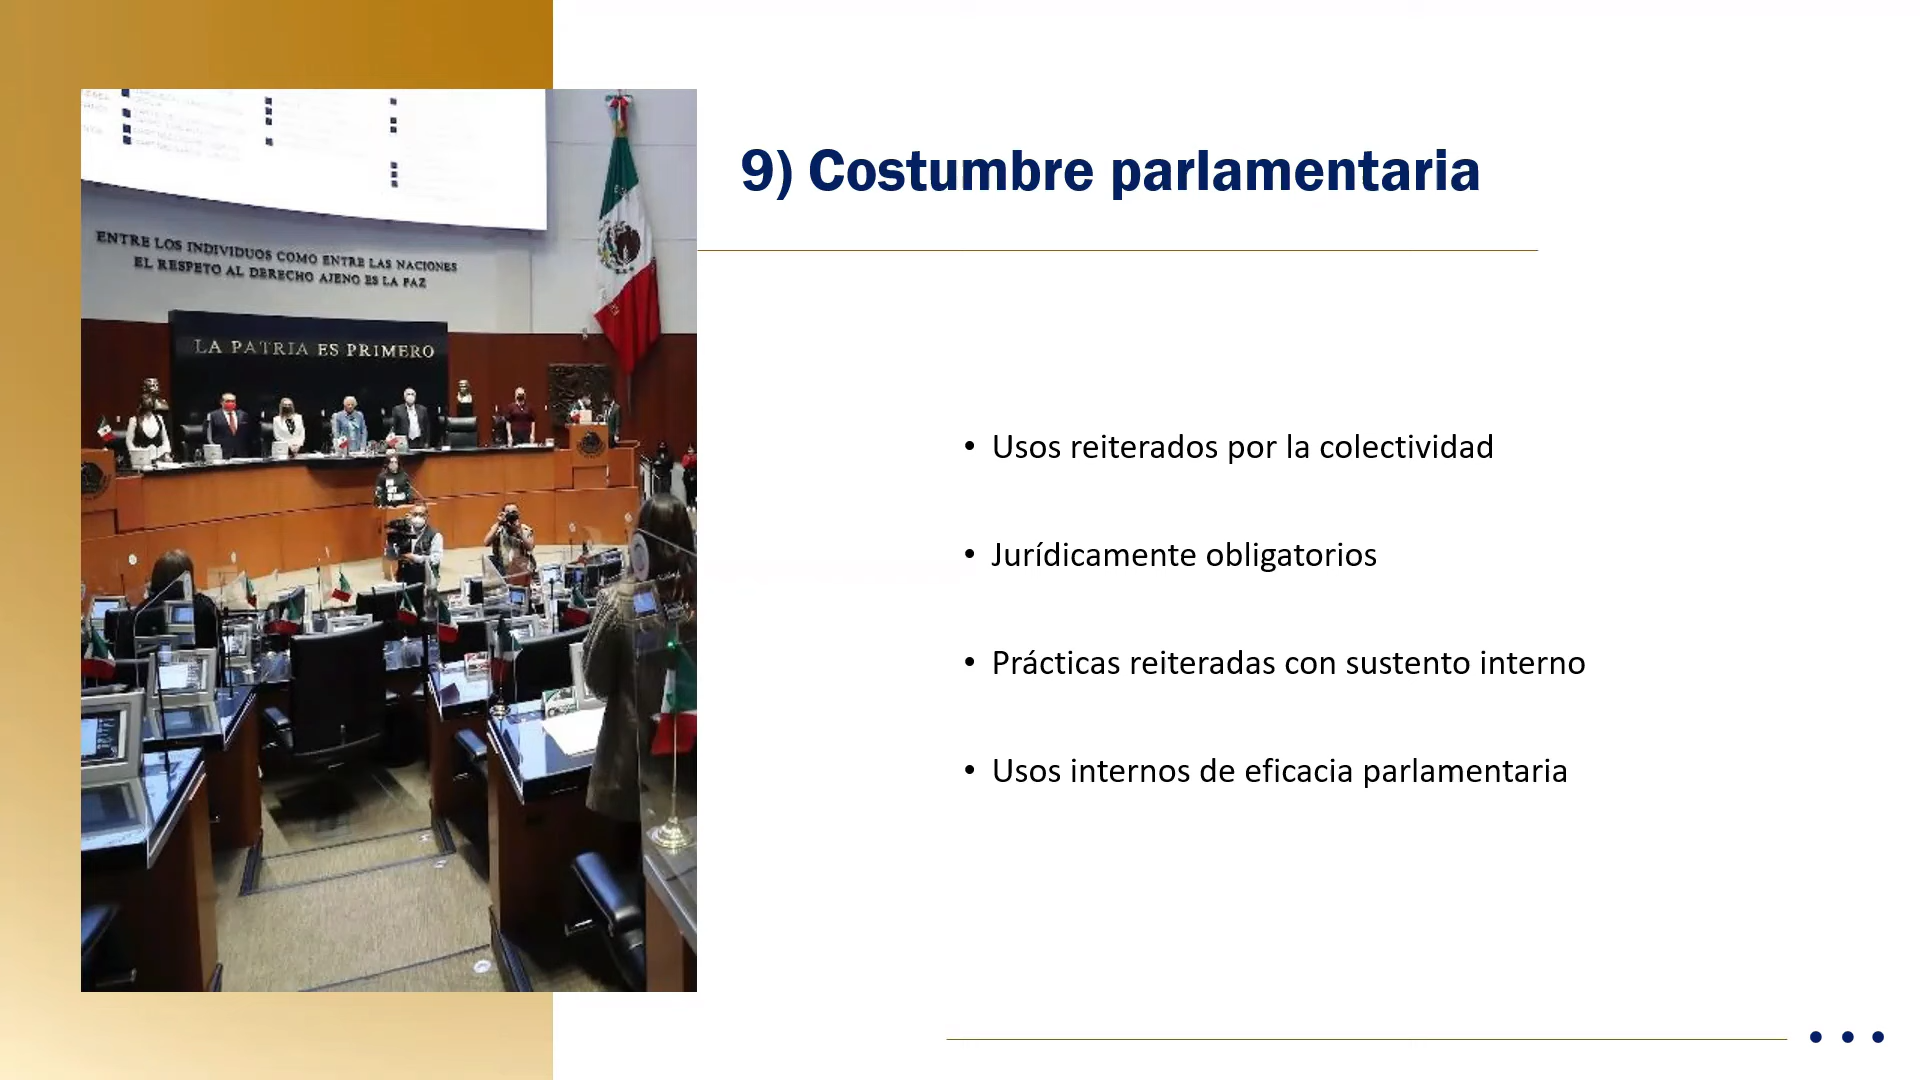 9) Costumbre parlamentaria
ENTRE LOS INDIVIDUOS COMO ENTRE LAS NACIONES
EL RESPETO AL DERECHO AJENO ES LA PAZ
LA PATRIA ES PRIMERO
• Usos reiterados por la colectividad
• Jurídicamente obligatorios
• Prácticas reiteradas con sustento interno
• Usos internos de eficacia parlamentaria